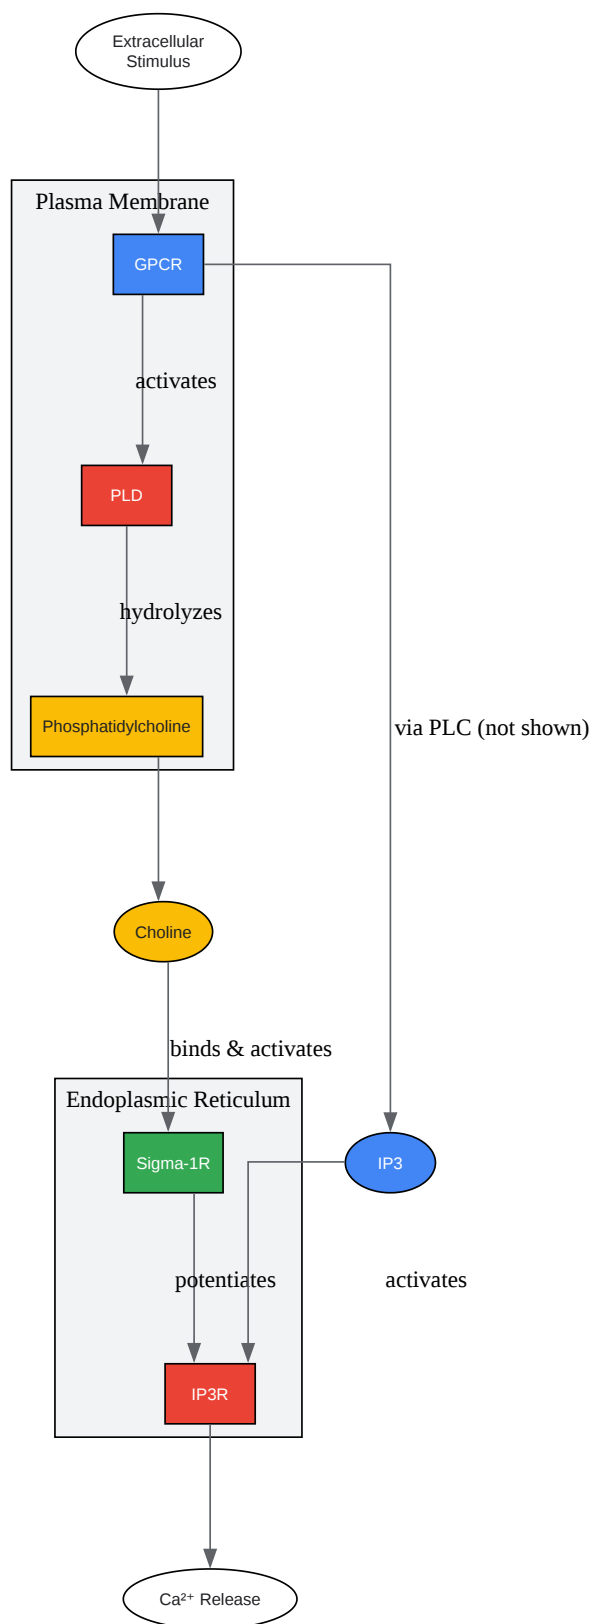 Extracellular
Stimulus
Plasma Membrane
GPCR
activates
PLD
hydrolyzes
Phosphatidylcholine
via PLC (not shown)
Choline
binds & activates
Endoplasmic Reticulum
Sigma-1R
IP3
potentiates
activates
IP3R
Ca²⁺ Release